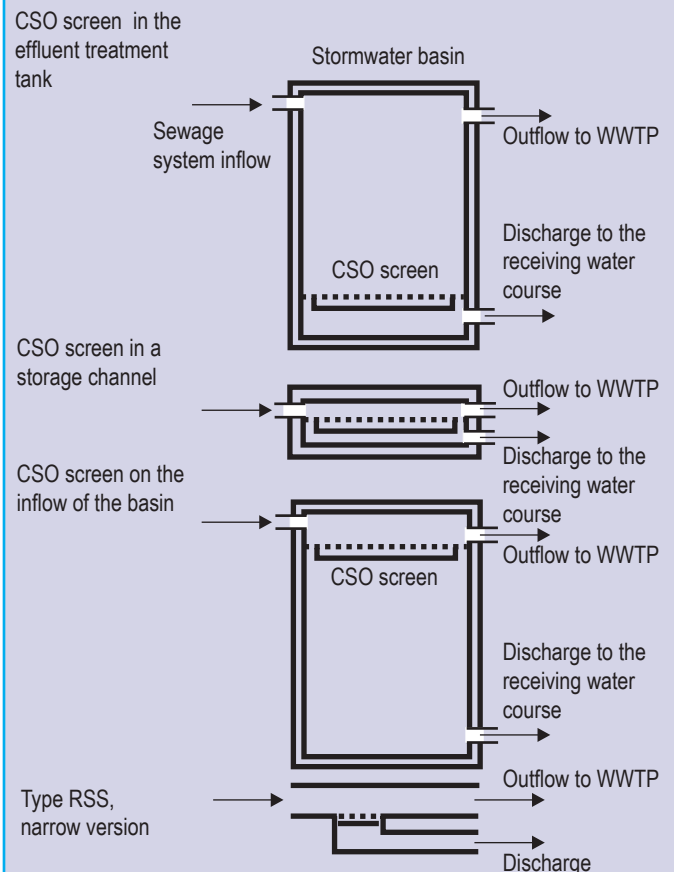 CSO screen in the
effluent treatment
tank
Stormwater basin
Sewage
system inflow
Outflow to WWTP
CSO screen
Discharge to the
receiving water
course
CSO screen in a
storage channel
Outflow to WWTP
Discharge to the
receiving water
course
CSO screen on the
inflow of the basin
Outflow to WWTP
CSO screen
Discharge to the
receiving water
course
Type RSS,
narrow version
Outflow to WWTP
Discharge